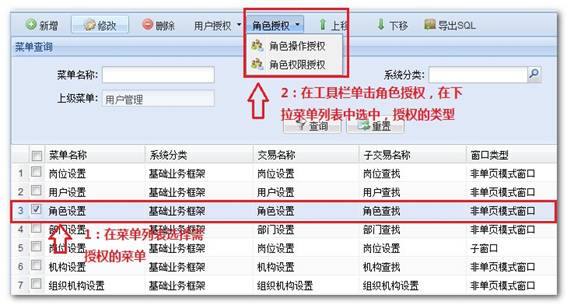 新增 修改 删除 用户授权 角色授权 上移 下移 导出SQL
角色操作授权
角色权限授权
菜单查询
菜单名称: 系统分类:
上级菜单: 用户管理
2：在工具栏单击角色授权，在下
拉菜单列表中选中，授权的类型
查询 重置
菜单名称 系统分类 交易名称 子交易名称 窗口类型
1 岗位设置 基础业务框架 岗位设置 岗位查找 非单页模式窗口
2 用户设置 基础业务框架 用户设置 用户查找 非单页模式窗口
3 角色设置 基础业务框架 角色设置 角色查找 非单页模式窗口
4 部门设置 基础业务框架 部门设置 部门查找 非单页模式窗口
5 岗位设置 基础业务框架 岗位设置 岗位设置 子窗口
6 机构设置 基础业务框架 机构设置 机构查找 非单页模式窗口
7 组织机构设置 基础业务框架 组织机构设置 组织机构设置 非单页模式窗口
1：在菜单列表选择需
授权的菜单